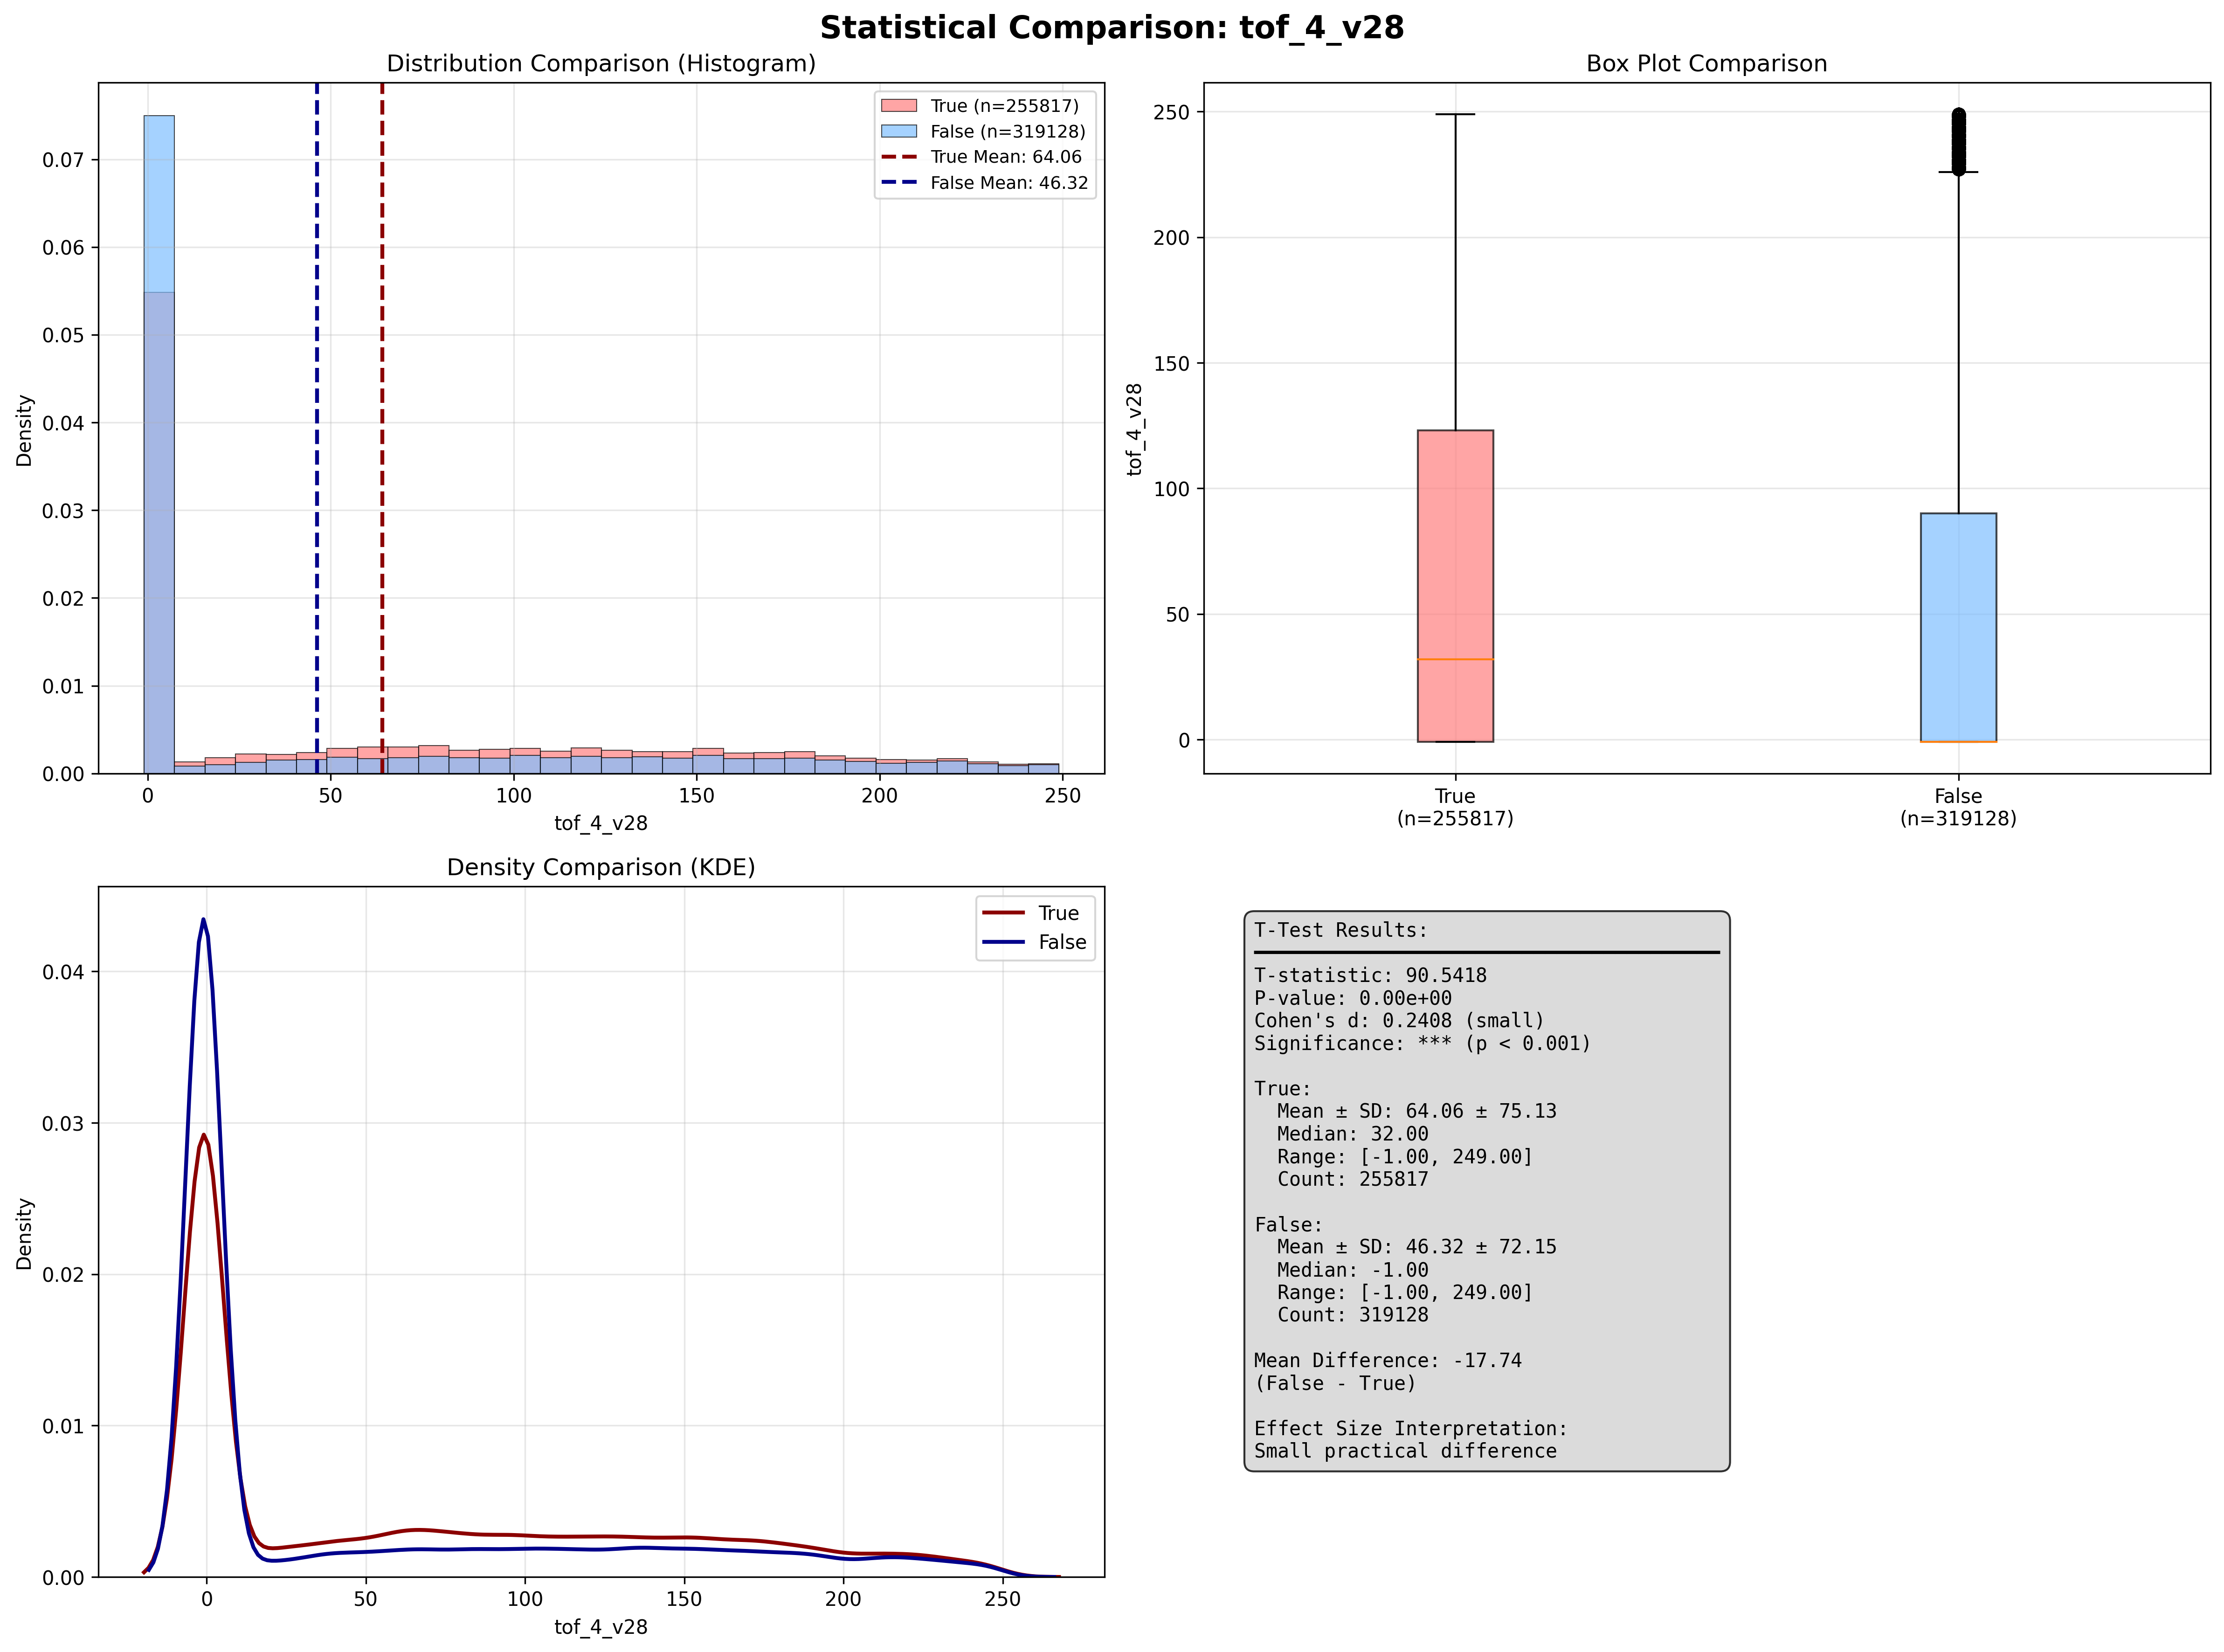 Statistical Comparison: tof_4_v28
Distribution Comparison (Histogram)
Density
0.07
0.06
0.05
0.04
0.03
0.02
0.01
0.00
0
50
100
150
200
250
tof_4_v28
True (n=255817)
False (n=319128)
True Mean: 64.06
False Mean: 46.32
Box Plot Comparison
tof_4_v28
250
200
150
100
50
0
True
(n=255817)
False
(n=319128)
Density Comparison (KDE)
Density
0.04
0.03
0.02
0.01
0.00
0
50
100
150
200
250
tof_4_v28
True
False
T-Test Results:
T-statistic: 90.5418
P-value: 0.00e+00
Cohen's d: 0.2408 (small)
Significance: *** (p < 0.001)
True:
Mean ± SD: 64.06 ± 75.13
Median: 32.00
Range: [-1.00, 249.00]
Count: 255817
False:
Mean ± SD: 46.32 ± 72.15
Median: -1.00
Range: [-1.00, 249.00]
Count: 319128
Mean Difference: -17.74
(False - True)
Effect Size Interpretation:
Small practical difference